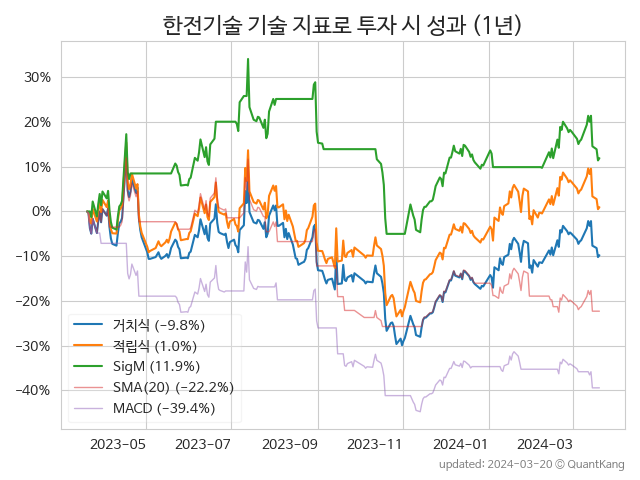 한전기술 기술 지표로 투자 시 성과 (1년)
30%
20%
10%
0%
−10%
−20%
−30%
−40%
거치식 (−9.8%)
적립식 (1.0%)
SigM (11.9%)
SMA(20) (−22.2%)
MACD (−39.4%)
2023−05 2023−07 2023−09 2023−11 2024−01 2024−03
updated: 2024−03−20 © QuantKang